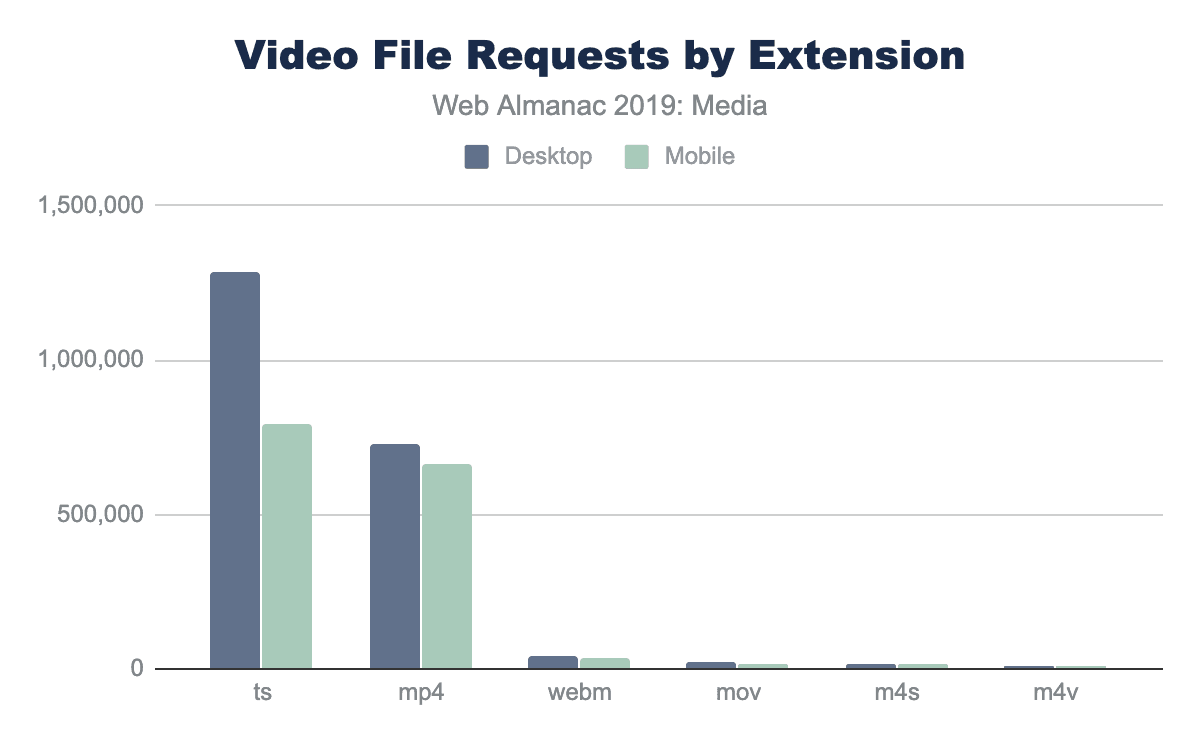 Video File Requests by Extension
Web Almanac 2019: Media
Desktop Mobile
1,500,000
1,000,000
500,000
0
ts mp4 webm mov m4s m4v